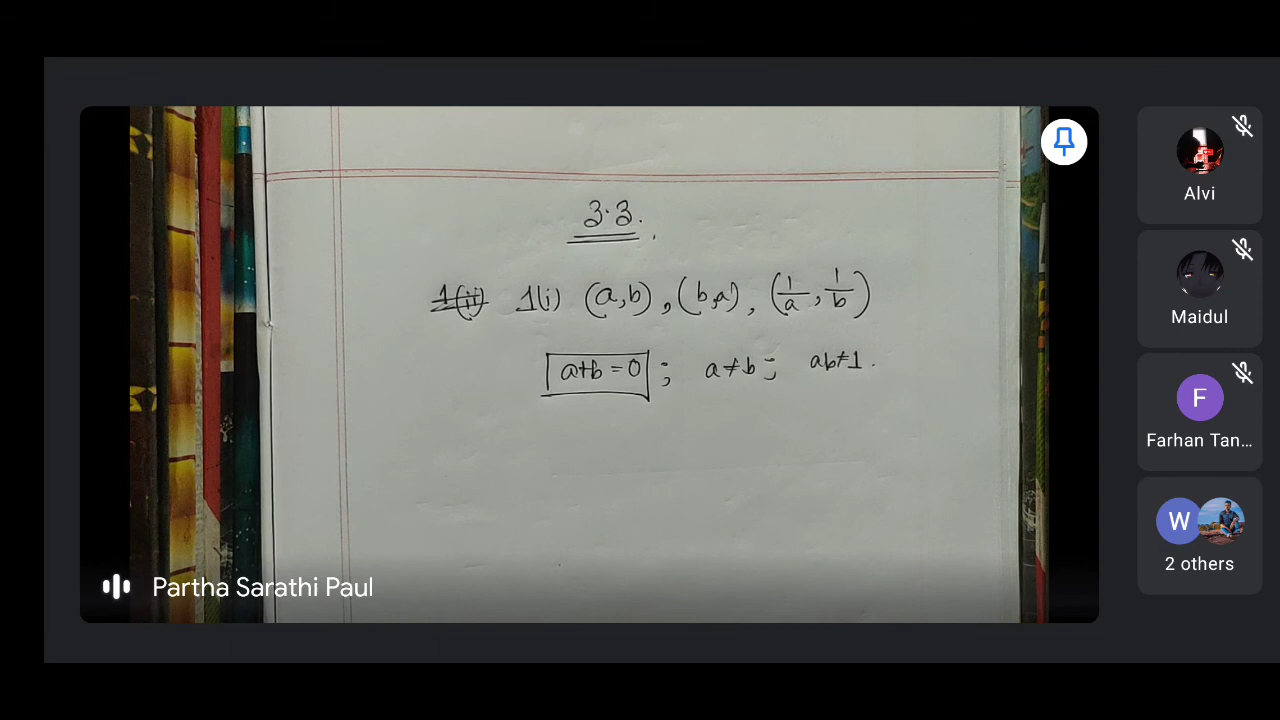 3.3.
1(ii) 1(i) (a,b), (b,a), (1/a, 1/b)
a+b=0; a≠b; ab≠1.
Partha Sarathi Paul
Alvi
Maidul
F
Farhan Tan...
W
2 others